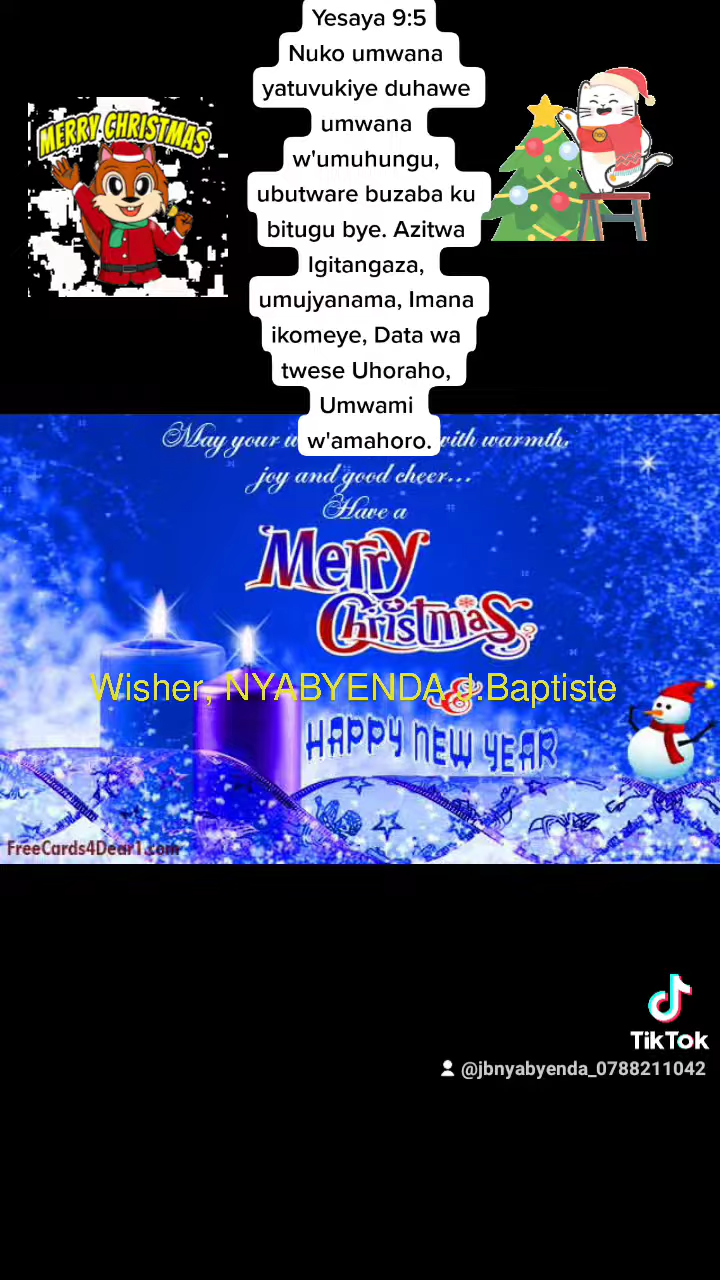 Yesaya 9:5
Nuko umwana
yatuvukiye duhawe
umwana
w'umuhungu,
ubutware buzaba ku
bitugu bye. Azitwa
Igitangaza,
umujyanama, Imana
ikomeye, Data wa
twese Uhoraho,
Umwami
w'amahoro.
MERRY CHRISTMAS
May your with warmth,
joy and good cheer...
Have a
Merry
Christmas
Wisher, NYABYENDA J.Baptiste
&
HAPPY NEW YEAR
FreeCards4Dear1.com
TikTok
@jbnyabyenda_0788211042